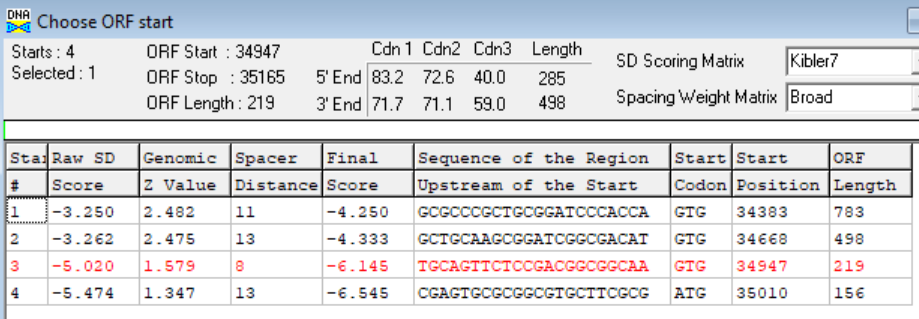 DNA Choose ORF start
Starts : 4 ORF Start : 34947 Cdn 1 Cdn2 Cdn3 Length SD Scoring Matrix Kibler7
Selected : 1 ORF Stop : 35165 5' End 83.2 72.6 40.0 285
ORF Length : 219 3' End 71.7 71.1 59.0 498 Spacing Weight Matrix Broad
Star Raw SD Genomic Spacer Final Sequence of the Region Start Start ORF
# Score Z Value Distance Score Upstream of the Start Codon Position Length
1 -3.250 2.482 11 -4.250 GCGCCCGCTGCGGATCCCACCA GTG 34383 783
2 -3.262 2.475 13 -4.333 GCTGCAAGCGGATCGGCGACAT GTG 34668 498
3 -5.020 1.579 8 -6.145 TGCAGTTCTCCGACGGCGGCAA GTG 34947 219
4 -5.474 1.347 13 -6.545 CGAGTGCGCGGCGTGCTTCGCG ATG 35010 156